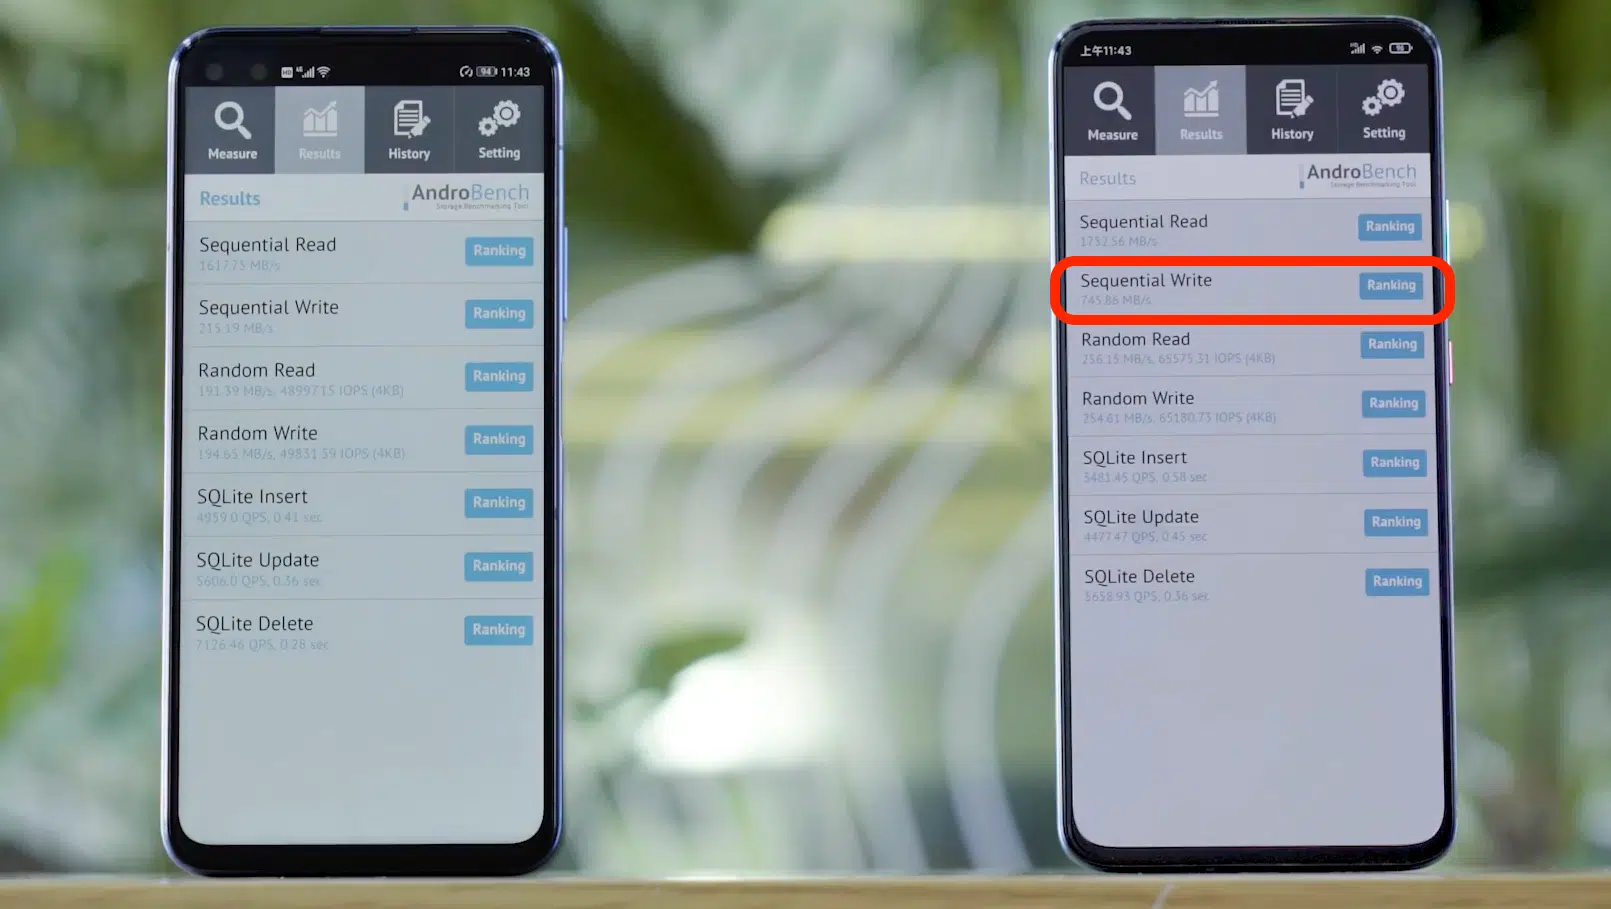 HD 4G 94 11:43
Measure Results History Setting
Results AndroBench
Storage Benchmarking Tool
Sequential Read Ranking
1617.75 MB/s
Sequential Write Ranking
215.19 MB/s
Random Read Ranking
191.39 MB/s, 48997.15 IOPS (4KB)
Random Write Ranking
194.65 MB/s, 49831.59 IOPS (4KB)
SQLite Insert Ranking
4959.0 QPS, 0.41 sec
SQLite Update Ranking
5606.0 QPS, 0.36 sec
SQLite Delete Ranking
7126.46 QPS, 0.28 sec
上午11:43
Measure Results History Setting
Results AndroBench
Storage Benchmarking Tool
Sequential Read Ranking
1752.56 MB/s
Sequential Write Ranking
745.86 MB/s
Random Read Ranking
256.15 MB/s, 65575.31 IOPS (4KB)
Random Write Ranking
254.61 MB/s, 65180.73 IOPS (4KB)
SQLite Insert Ranking
3481.45 QPS, 0.58 sec
SQLite Update Ranking
4477.47 QPS, 0.45 sec
SQLite Delete Ranking
5658.93 QPS, 0.36 sec